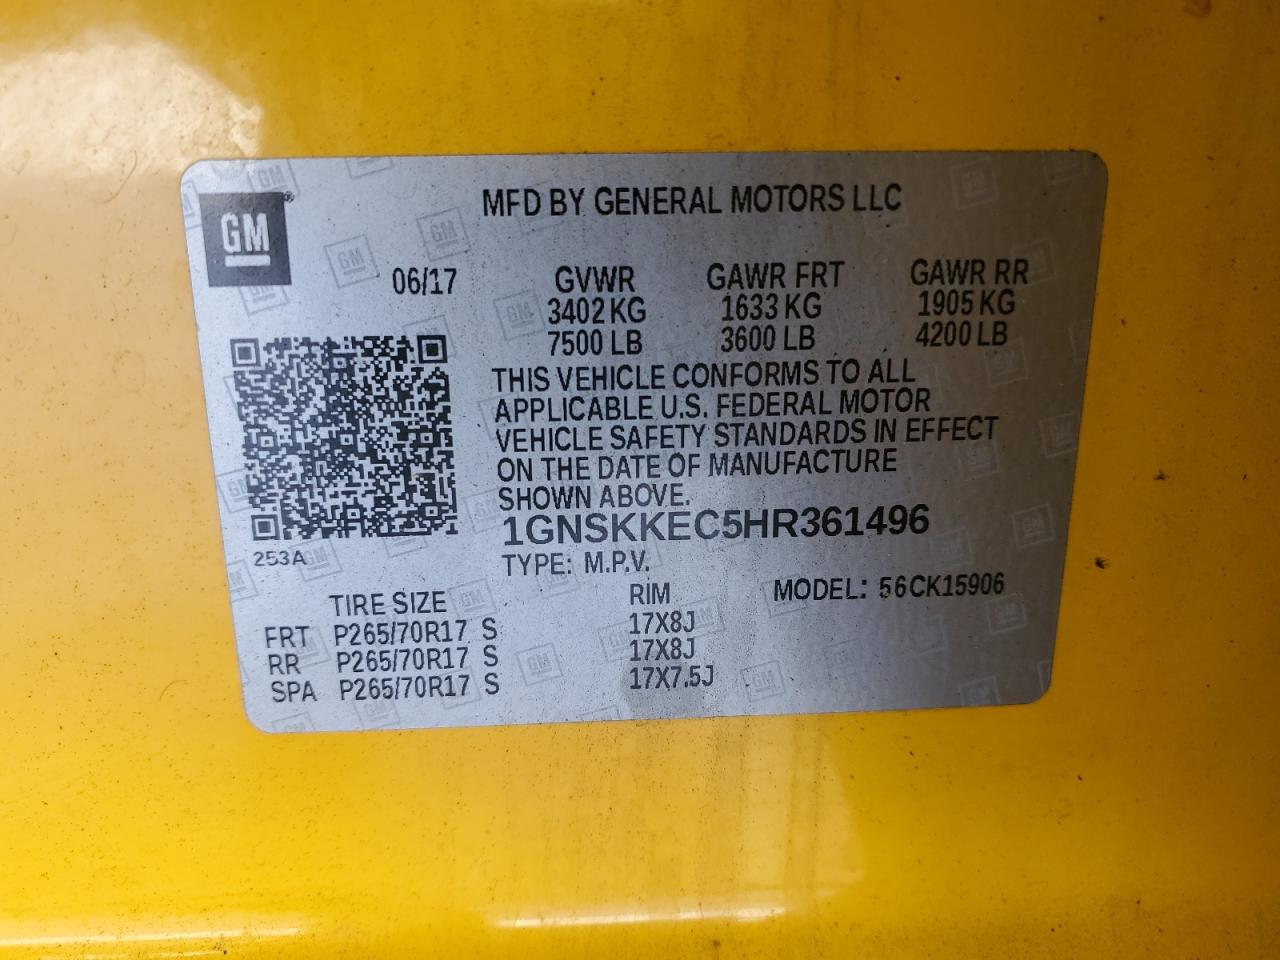 GM
MFD BY GENERAL MOTORS LLC
06/17 GVWR GAWR FRT GAWR RR
3402 KG 1633 KG 1905 KG
7500 LB 3600 LB 4200 LB
THIS VEHICLE CONFORMS TO ALL
APPLICABLE U.S. FEDERAL MOTOR
VEHICLE SAFETY STANDARDS IN EFFECT
ON THE DATE OF MANUFACTURE
SHOWN ABOVE.
1GNSKKEC5HR361496
253A
TYPE: M.P.V.
TIRE SIZE RIM MODEL: 56CK15906
FRT P265/70R17 S 17X8J
RR P265/70R17 S 17X8J
SPA P265/70R17 S 17X7.5J